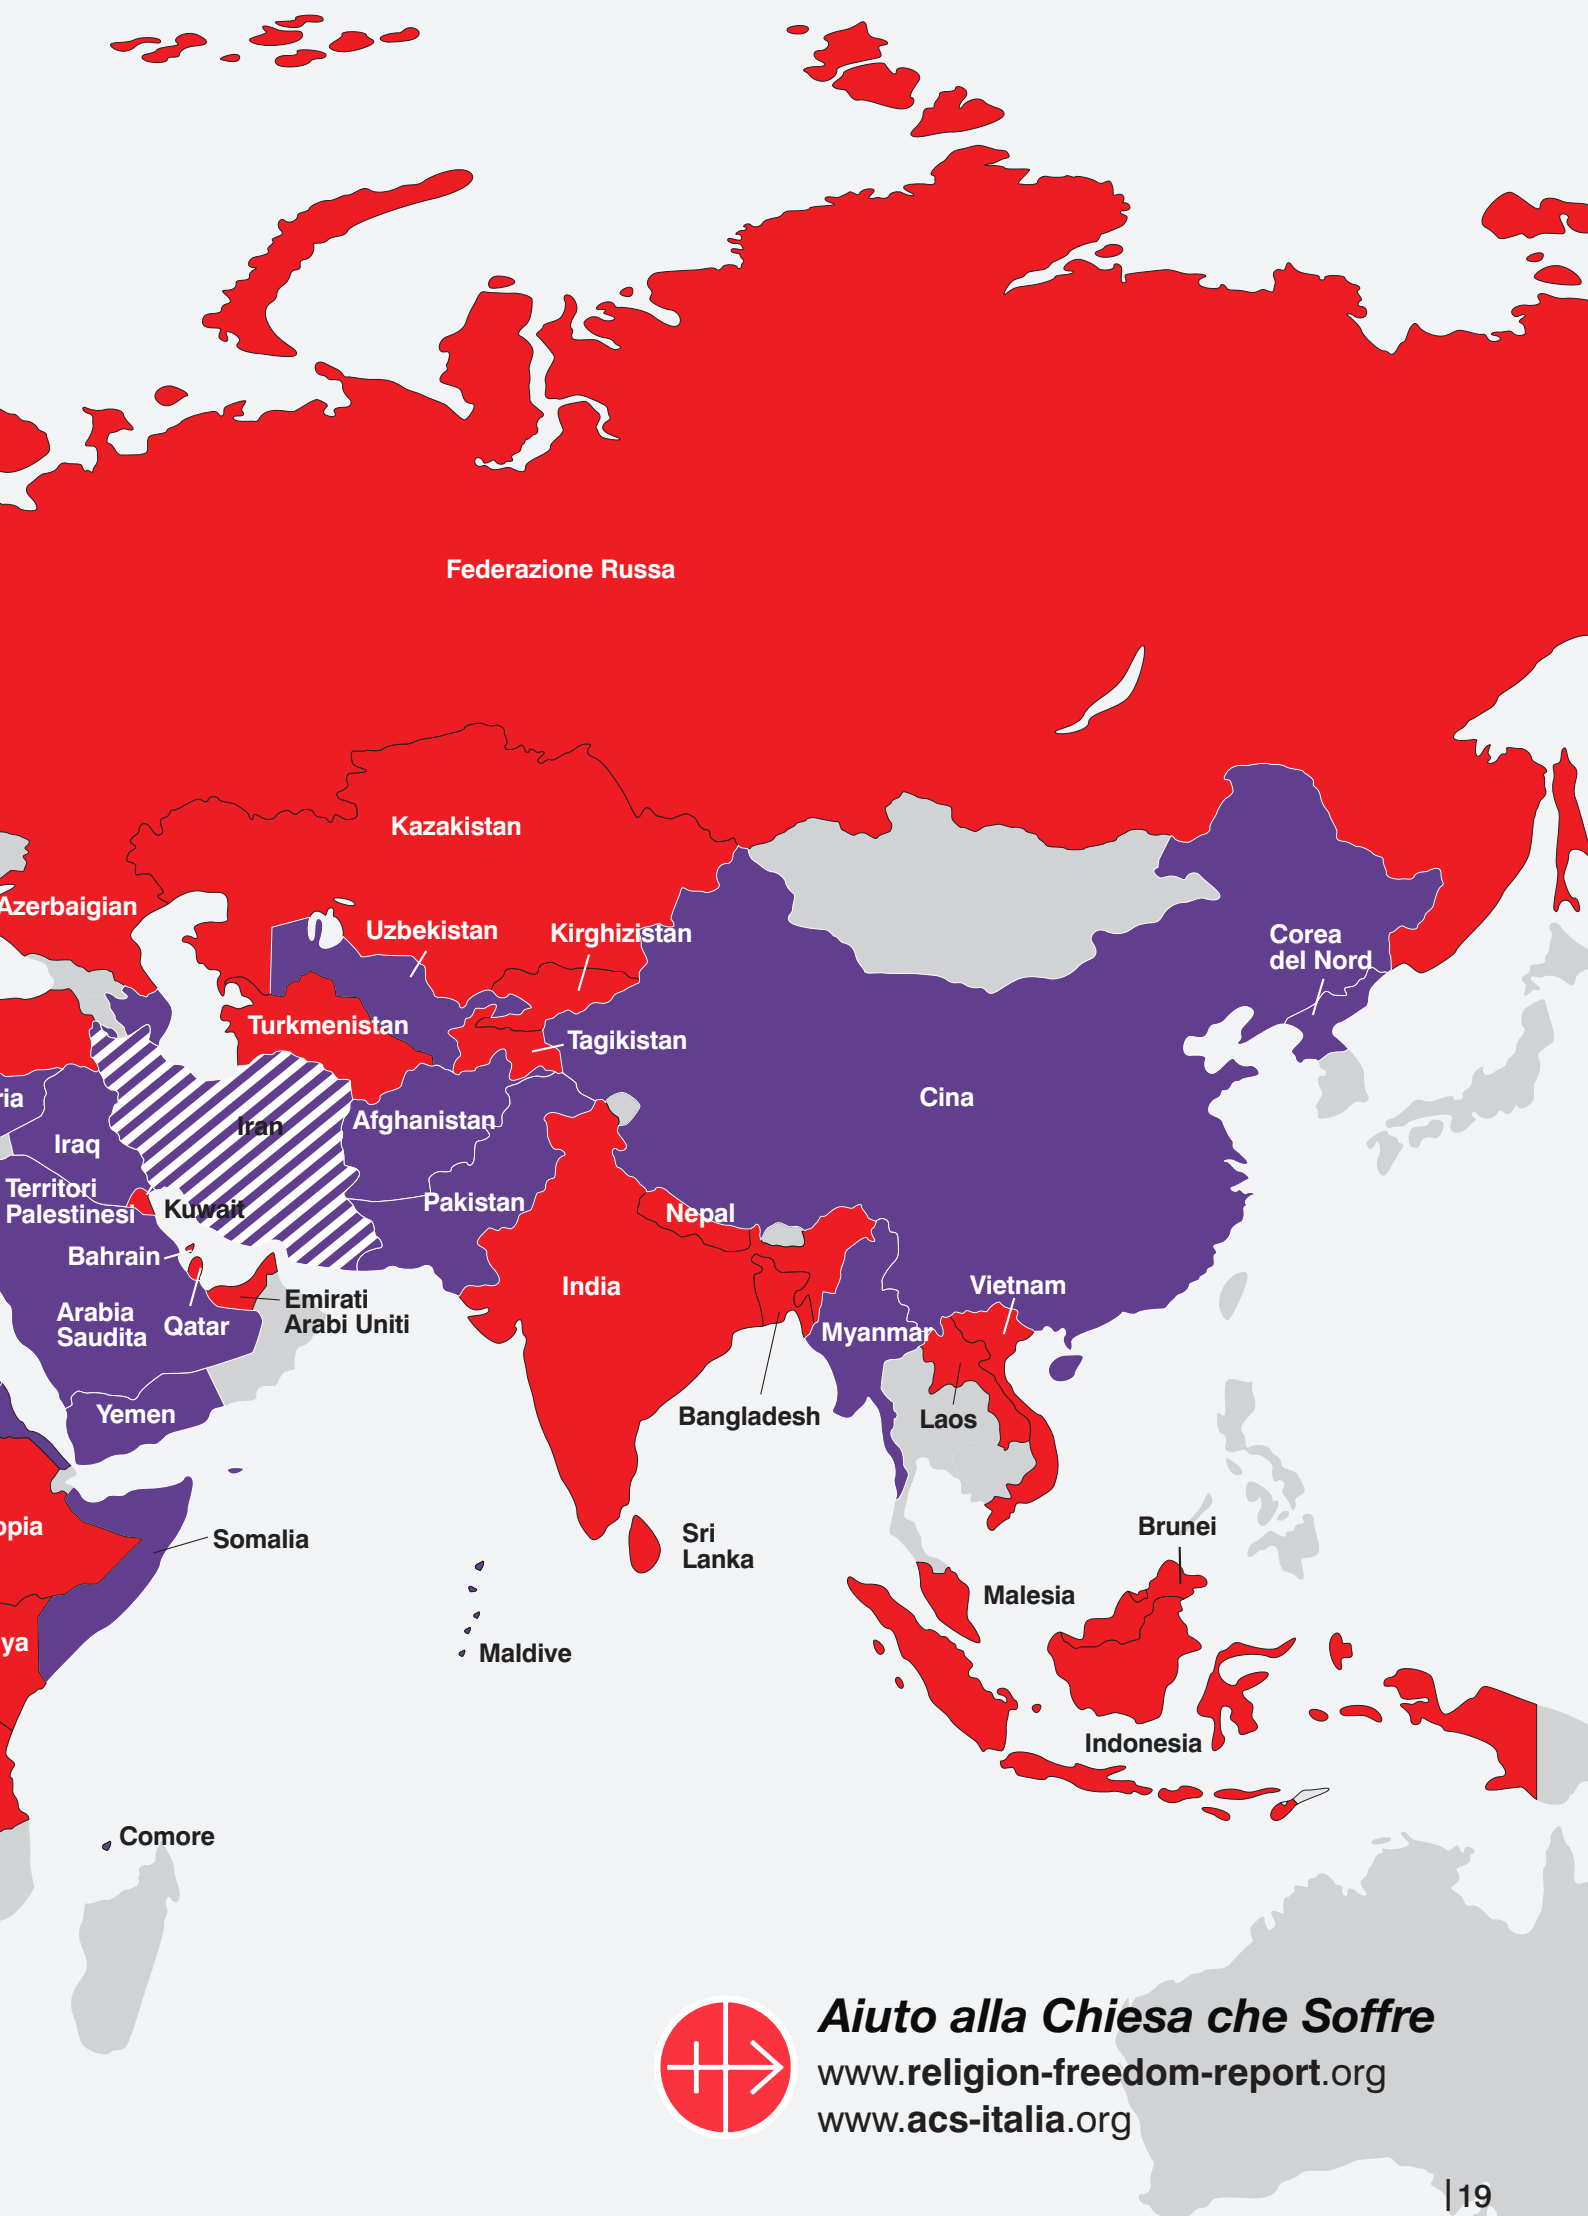 Federazione Russa
Kazakistan
Azerbaigian
Uzbekistan
Kirghizistan
Corea
del Nord
Turkmenistan
Tagikistan
Cina
ria
Afghanistan
Iran
Iraq
Territori
Palestinesi
Kuwait
Pakistan
Nepal
Bahrain
India
Vietnam
Emirati
Arabi Uniti
Arabia
Saudita
Qatar
Myanmar
Yemen
Bangladesh
Laos
opia
Somalia
Sri
Lanka
Brunei
Malesia
ya
Maldive
Indonesia
Comore
Aiuto alla Chiesa che Soffre
www.religion-freedom-report.org
www.acs-italia.org
|19